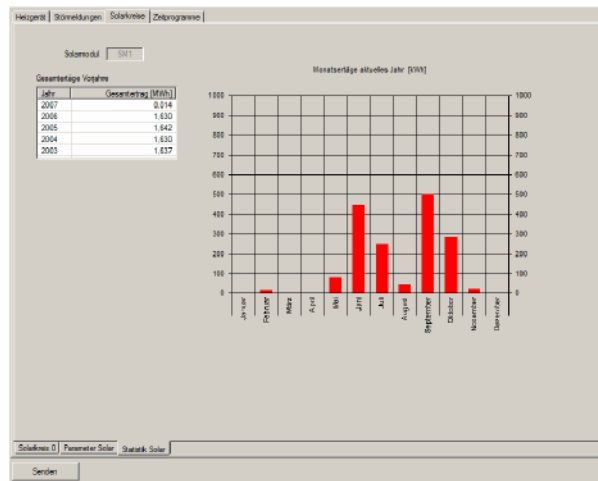 Heizgerät Störmeldungen Solarkreise Zeitprogramme
Solarmodul SM1
Monatserträge aktuelles Jahr [kWh]
Gesamterträge Vorjahre
Jahr Gesamtertrag [MWh]
2007 0,014
2006 1,630
2005 1,642
2004 1,630
2003 1,637
1000 1000
900 900
800 800
700 700
600 600
500 500
400 400
300 300
200 200
100 100
0 0
Januar
Februar
März
April
Mai
Juni
Juli
August
September
Oktober
November
Dezember
Solarkreis 0 Parameter Solar Statistik Solar
Senden